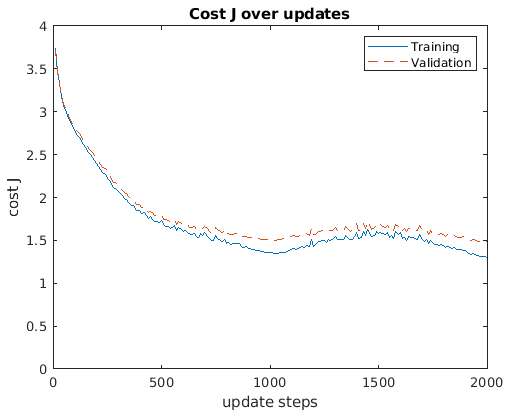 Cost J over updates
4
3.5
3
2.5
2
1.5
1
0.5
0
cost J
Training
Validation
0
500
1000
1500
2000
update steps